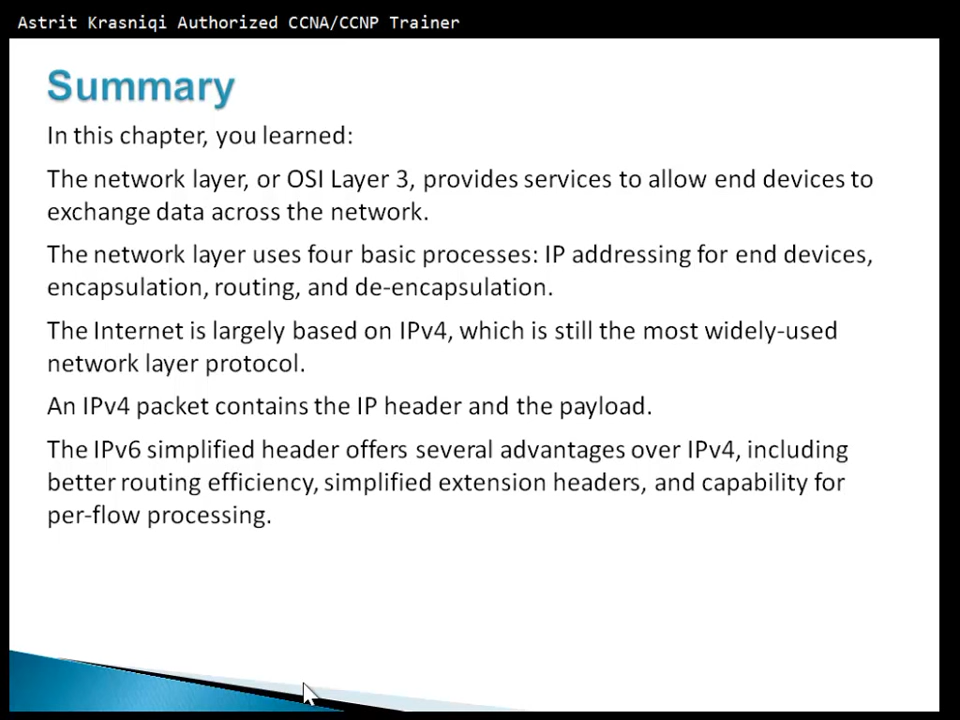 Astrit Krasniqi Authorized CCNA/CCNP Trainer
Summary
In this chapter, you learned:
The network layer, or OSI Layer 3, provides services to allow end devices to
exchange data across the network.
The network layer uses four basic processes: IP addressing for end devices,
encapsulation, routing, and de-encapsulation.
The Internet is largely based on IPv4, which is still the most widely-used
network layer protocol.
An IPv4 packet contains the IP header and the payload.
The IPv6 simplified header offers several advantages over IPv4, including
better routing efficiency, simplified extension headers, and capability for
per-flow processing.